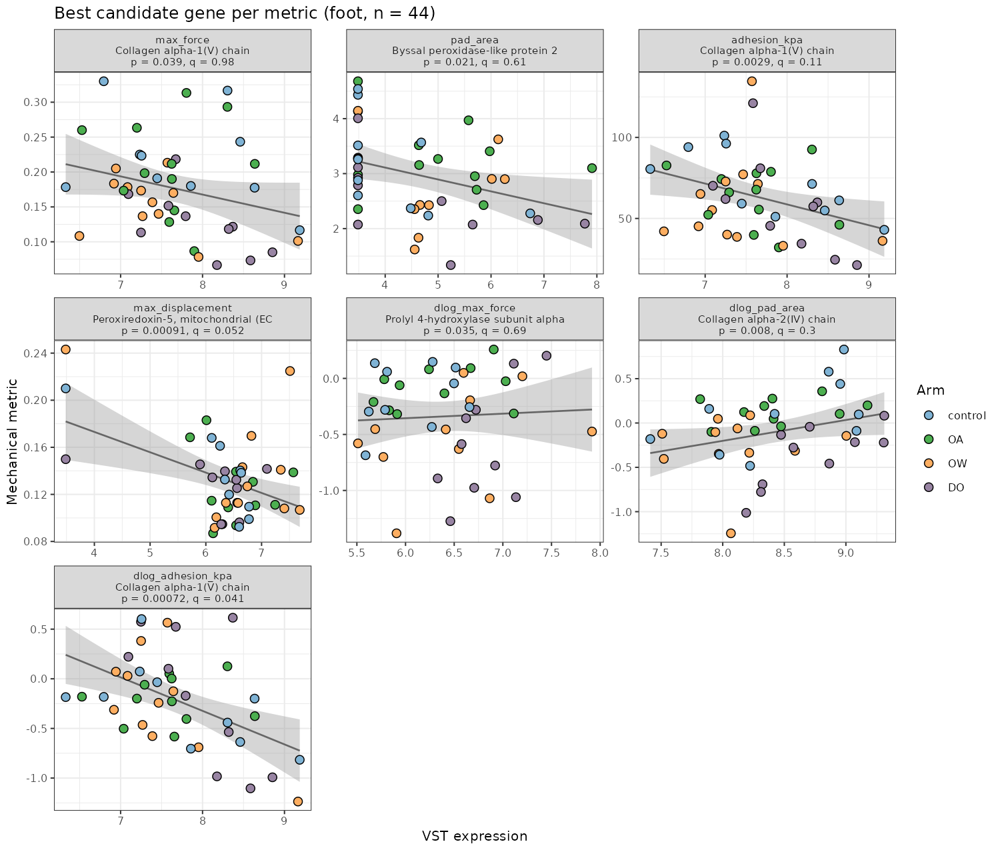 Best candidate gene per metric (foot, n = 44)
max_force
Collagen alpha-1(V) chain
p = 0.039, q = 0.98
pad_area
Byssal peroxidase-like protein 2
p = 0.021, q = 0.61
adhesion_kpa
Collagen alpha-1(V) chain
p = 0.0029, q = 0.11
0.30
0.25
0.20
0.15
0.10
7 8 9
4
3
2
4 5 6 7 8
100
50
7 8 9
max_displacement
Peroxiredoxin-5, mitochondrial (EC
p = 0.00091, q = 0.052
dlog_max_force
Prolyl 4-hydroxylase subunit alpha
p = 0.035, q = 0.69
dlog_pad_area
Collagen alpha-2(IV) chain
p = 0.008, q = 0.3
Mechanical metric
0.24
0.20
0.16
0.12
0.08
4 5 6 7
0.0
-0.5
-1.0
5.5 6.0 6.5 7.0 7.5 8.0
0.5
0.0
-0.5
-1.0
7.5 8.0 8.5 9.0
Arm
control
OA
OW
DO
dlog_adhesion_kpa
Collagen alpha-1(V) chain
p = 0.00072, q = 0.041
0.5
0.0
-0.5
-1.0
7 8 9
VST expression